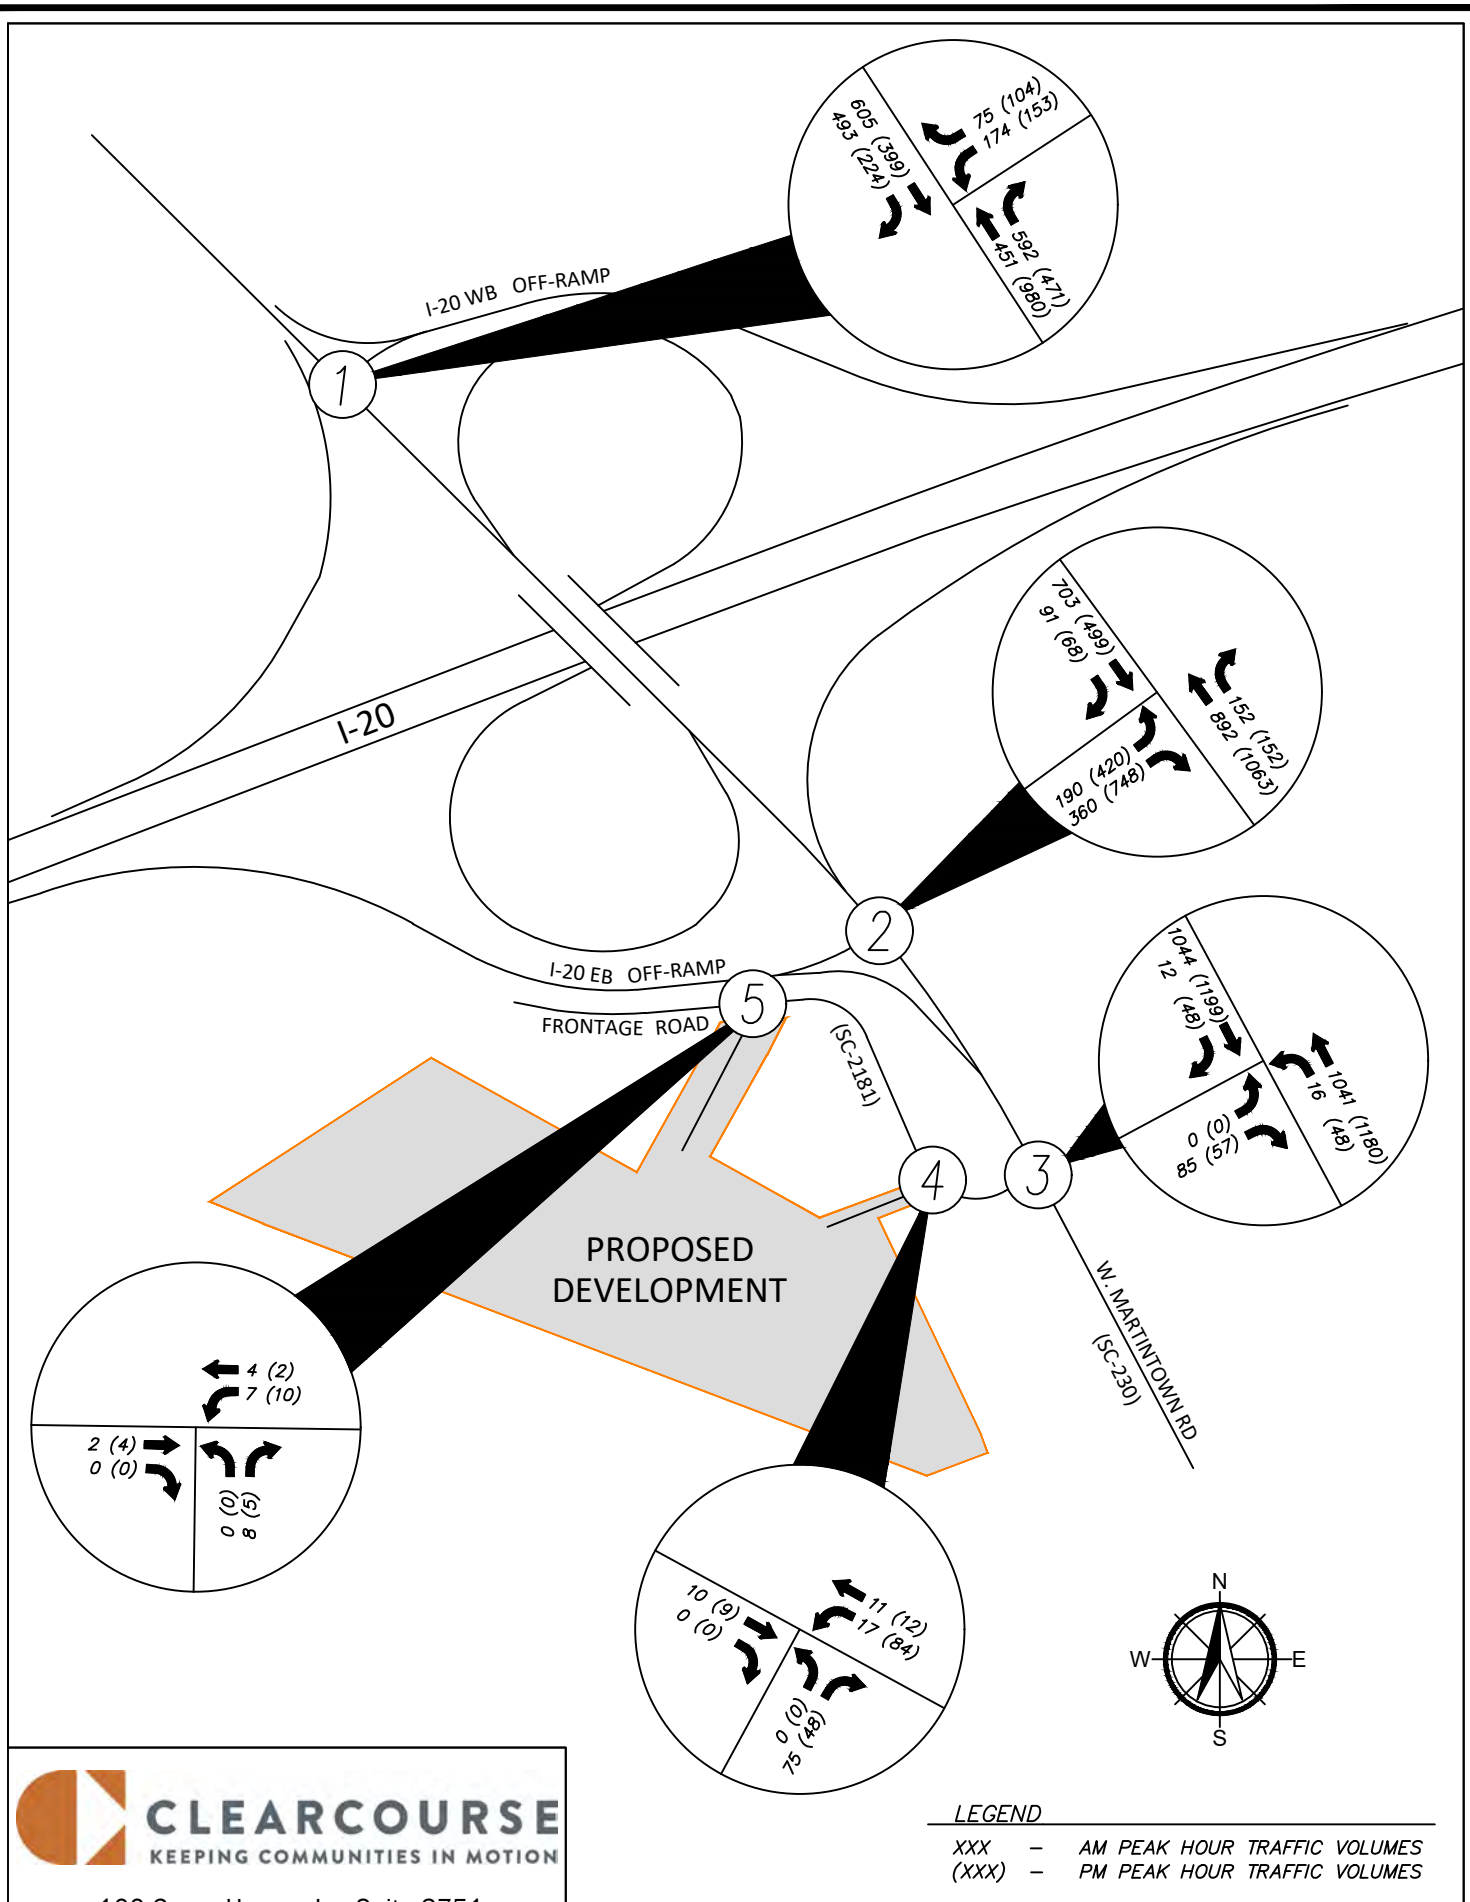 75 (104)
174 (153)
605 (399)
493 (224)
592 (471)
451 (980)
I-20 WB OFF-RAMP
1
703 (499)
91 (68)
152 (152)
892 (1063)
190 (420)
360 (748)
I-20
2
I-20 EB OFF-RAMP
5
FRONTAGE ROAD
(SC-2181)
1044 (1199)
12 (48)
1041 (1180)
16 (48)
0 (0)
85 (57)
4
3
PROPOSED
DEVELOPMENT
W. MARTINTOWN RD
(SC-230)
4 (2)
7 (10)
2 (4)
0 (0)
0 (0)
8 (5)
10 (9)
0 (0)
11 (12)
17 (84)
0 (0)
75 (48)
N
W E
S
CLEARCOURSE
KEEPING COMMUNITIES IN MOTION
LEGEND
XXX – AM PEAK HOUR TRAFFIC VOLUMES
(XXX) – PM PEAK HOUR TRAFFIC VOLUMES